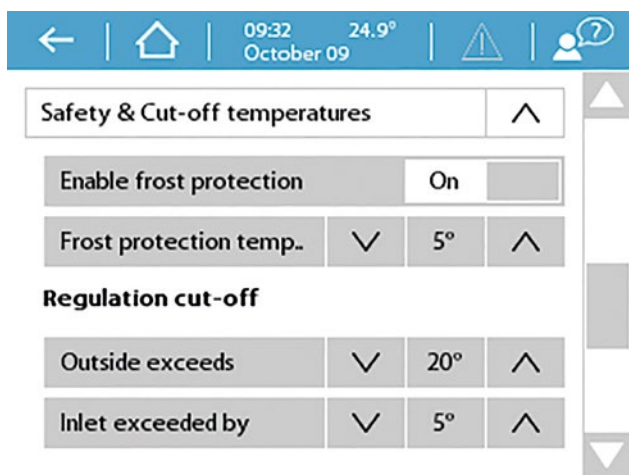 09:32 24.9°
October 09
?
Safety & Cut-off temperatures
Enable frost protection On
Frost protection temp.. 5°
Regulation cut-off
Outside exceeds 20°
Inlet exceeded by 5°